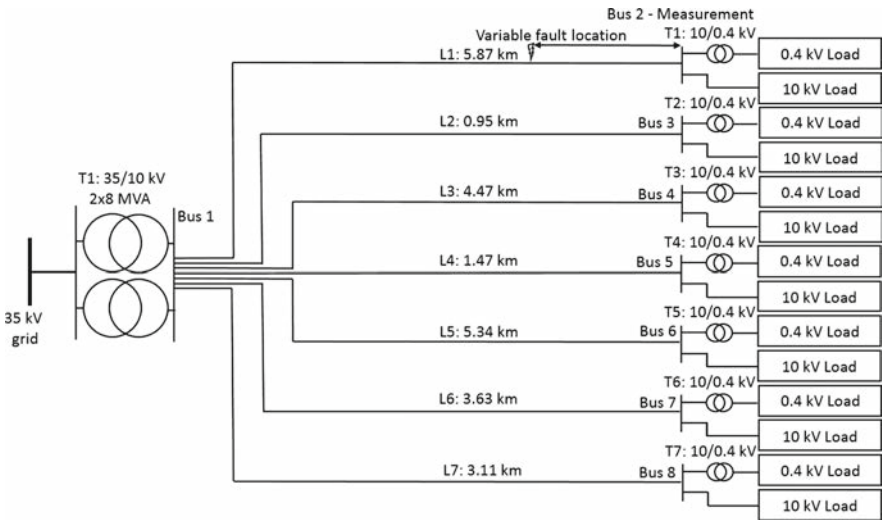 Bus 2 - Measurement
Variable fault location
T1: 10/0.4 kV
L1: 5.87 km
0.4 kV Load
10 kV Load
T2: 10/0.4 kV
L2: 0.95 km
Bus 3
0.4 kV Load
10 kV Load
T1: 35/10 kV
2x8 MVA
Bus 1
T3: 10/0.4 kV
L3: 4.47 km
Bus 4
0.4 kV Load
10 kV Load
T4: 10/0.4 kV
L4: 1.47 km
Bus 5
0.4 kV Load
10 kV Load
35 kV
grid
T5: 10/0.4 kV
L5: 5.34 km
Bus 6
0.4 kV Load
10 kV Load
T6: 10/0.4 kV
L6: 3.63 km
Bus 7
0.4 kV Load
10 kV Load
T7: 10/0.4 kV
L7: 3.11 km
Bus 8
0.4 kV Load
10 kV Load